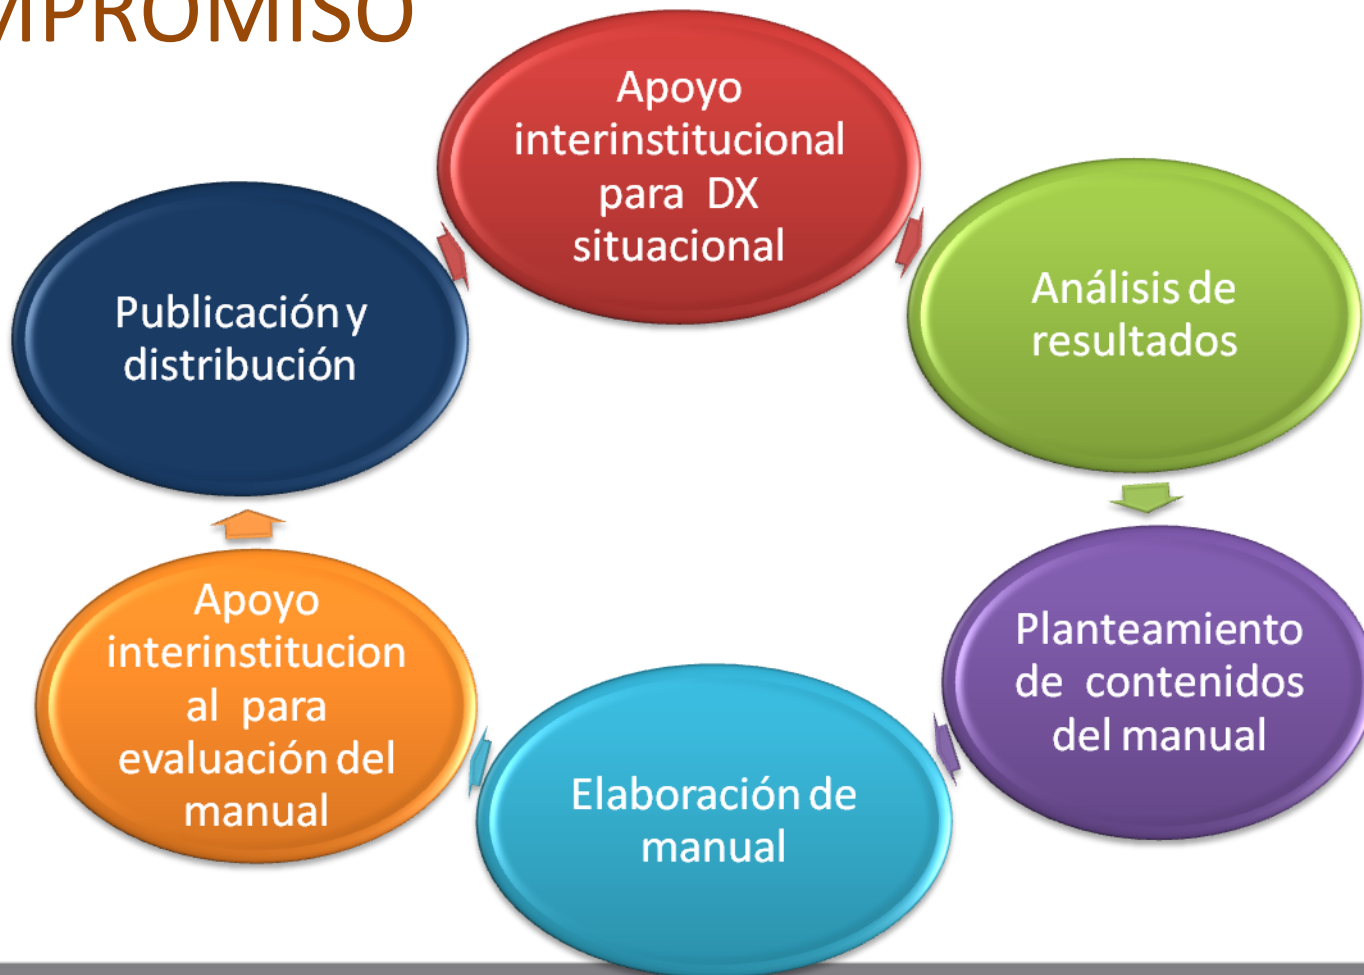 MPROMISO
Apoyo
interinstitucional
para DX
situacional
Análisis de
resultados
Planteamiento
de contenidos
del manual
Elaboración de
manual
Apoyo
interinstitucion
al para
evaluación del
manual
Publicación y
distribución